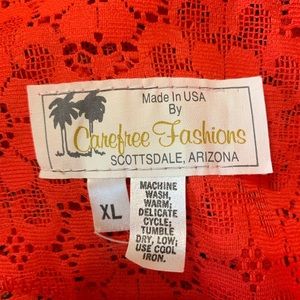 Made In USA
By
Carefree Fashions
SCOTTSDALE, ARIZONA
XL
MACHINE
WASH,
WARM;
DELICATE
CYCLE;
TUMBLE
DRY, LOW;
USE COOL
IRON.